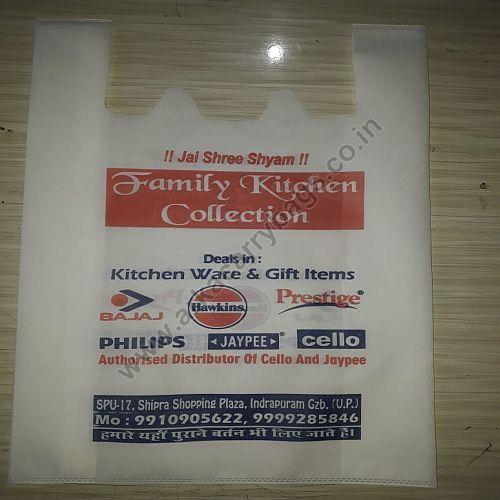 !! Jai Shree Shyam !!
Family Kitchen
Collection
Deals in :
Kitchen Ware & Gift Items
BAJAJ Hawkins Prestige
PHILIPS JAYPEE cello
Authorised Distributor Of Cello And Jaypee
SPU-17, Shipra Shopping Plaza, Indrapuram Gzb. (U.P.)
Mo : 9910905622, 9999285846
हमारे यहाँ पुराने बर्तन भी लिए जाते है।